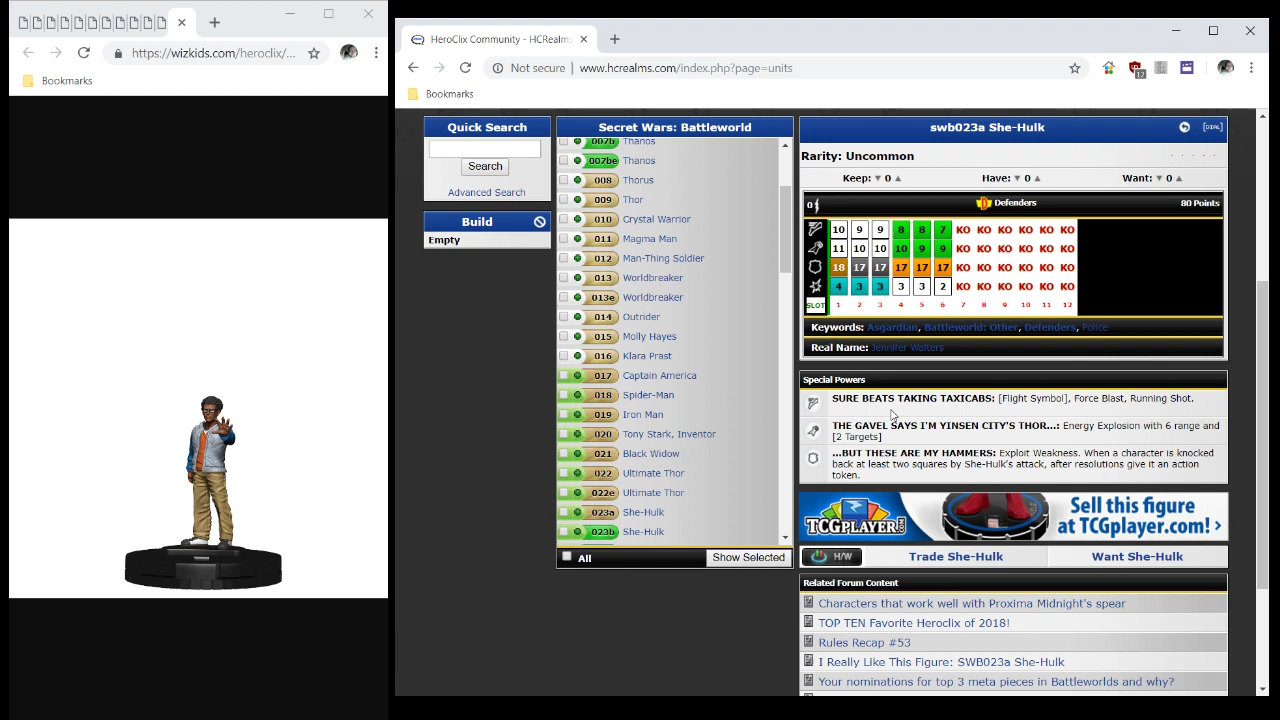 https://wizkids.com/heroclix/...
Bookmarks
HeroClix Community - HCRealms
Not secure
www.hcrealms.com/index.php?page=units
12
Bookmarks
Quick Search
Search
Advanced Search
Build
Empty
Secret Wars: Battleworld
007b Thanos
007be Thanos
008 Thorus
009 Thor
010 Crystal Warrior
011 Magma Man
012 Man-Thing Soldier
013 Worldbreaker
013e Worldbreaker
014 Outrider
015 Molly Hayes
016 Klara Prast
017 Captain America
018 Spider-Man
019 Iron Man
020 Tony Stark, Inventor
021 Black Widow
022 Ultimate Thor
022e Ultimate Thor
023a She-Hulk
023b She-Hulk
All
Show Selected
swb023a She-Hulk
[DIAL]
Rarity: Uncommon
Keep: 0 Have: 0 Want: 0
0 Defenders 80 Points
10 9 9 8 8 7 KO KO KO KO KO KO
11 10 10 10 9 9 KO KO KO KO KO KO
18 17 17 17 17 17 KO KO KO KO KO KO
4 3 3 3 3 2 KO KO KO KO KO KO
SLOT 1 2 3 4 5 6 7 8 9 10 11 12
Keywords: Asgardian, Battleworld: Other, Defenders, Police
Real Name: Jennifer Walters
Special Powers
SURE BEATS TAKING TAXICABS: [Flight Symbol], Force Blast, Running Shot.
THE GAVEL SAYS I'M YINSEN CITY'S THOR...: Energy Explosion with 6 range and
[2 Targets]
...BUT THESE ARE MY HAMMERS: Exploit Weakness. When a character is knocked
back at least two squares by She-Hulk's attack, after resolutions give it an action
token.
TCGPLAYER.COM
Sell this figure
at TCGplayer.com!
H/W
Trade She-Hulk
Want She-Hulk
Related Forum Content
Characters that work well with Proxima Midnight's spear
TOP TEN Favorite Heroclix of 2018!
Rules Recap #53
I Really Like This Figure: SWB023a She-Hulk
Your nominations for top 3 meta pieces in Battleworlds and why?